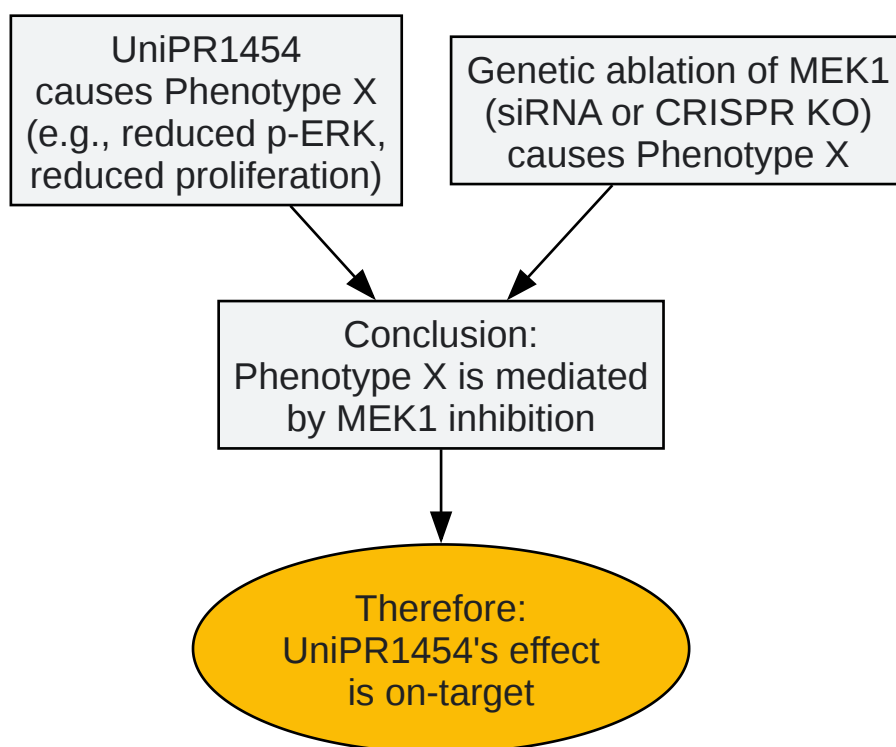 UniPR1454
causes Phenotype X
(e.g., reduced p-ERK,
reduced proliferation)
Genetic ablation of MEK1
(siRNA or CRISPR KO)
causes Phenotype X
Conclusion:
Phenotype X is mediated
by MEK1 inhibition
Therefore:
UniPR1454's effect
is on-target